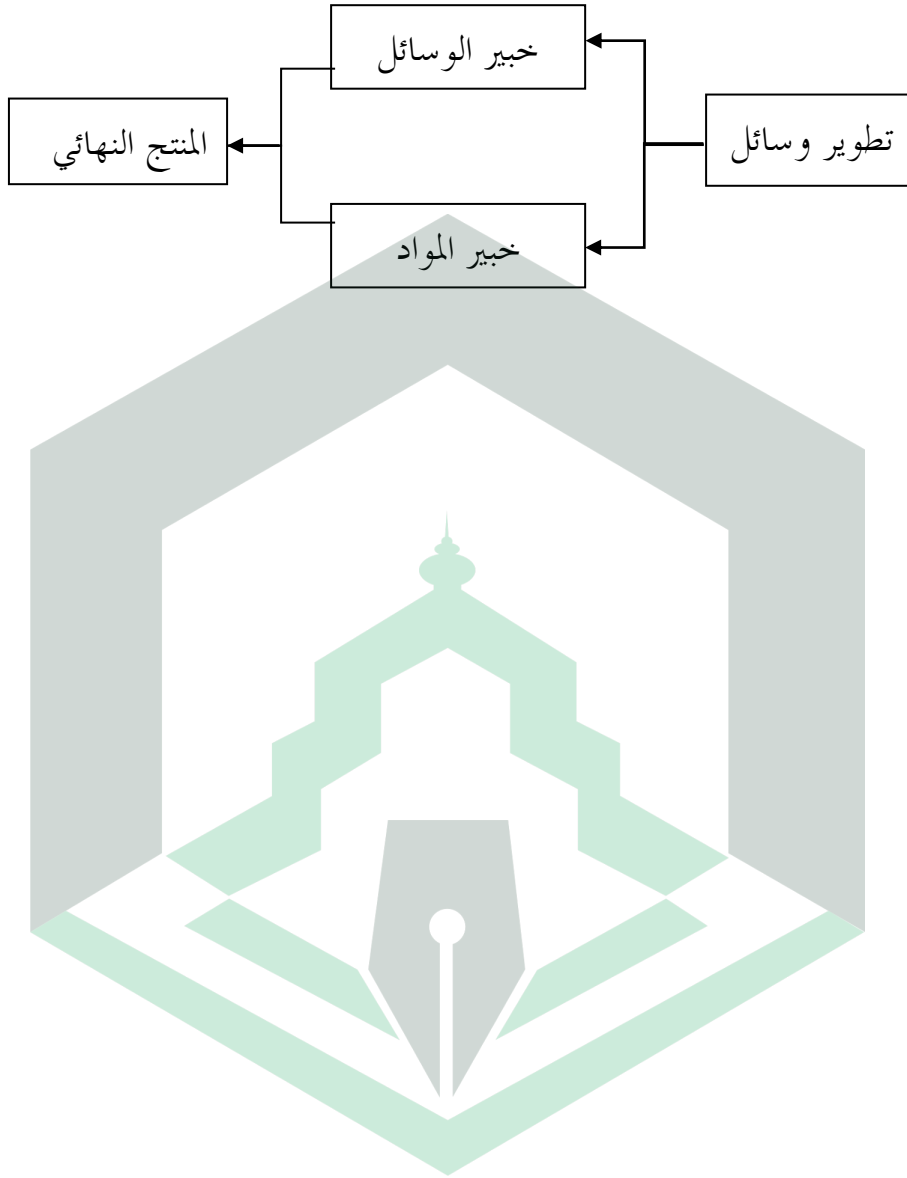 خبير الوسائل
تطوير وسائل
المنتج النهائي
خبير المواد